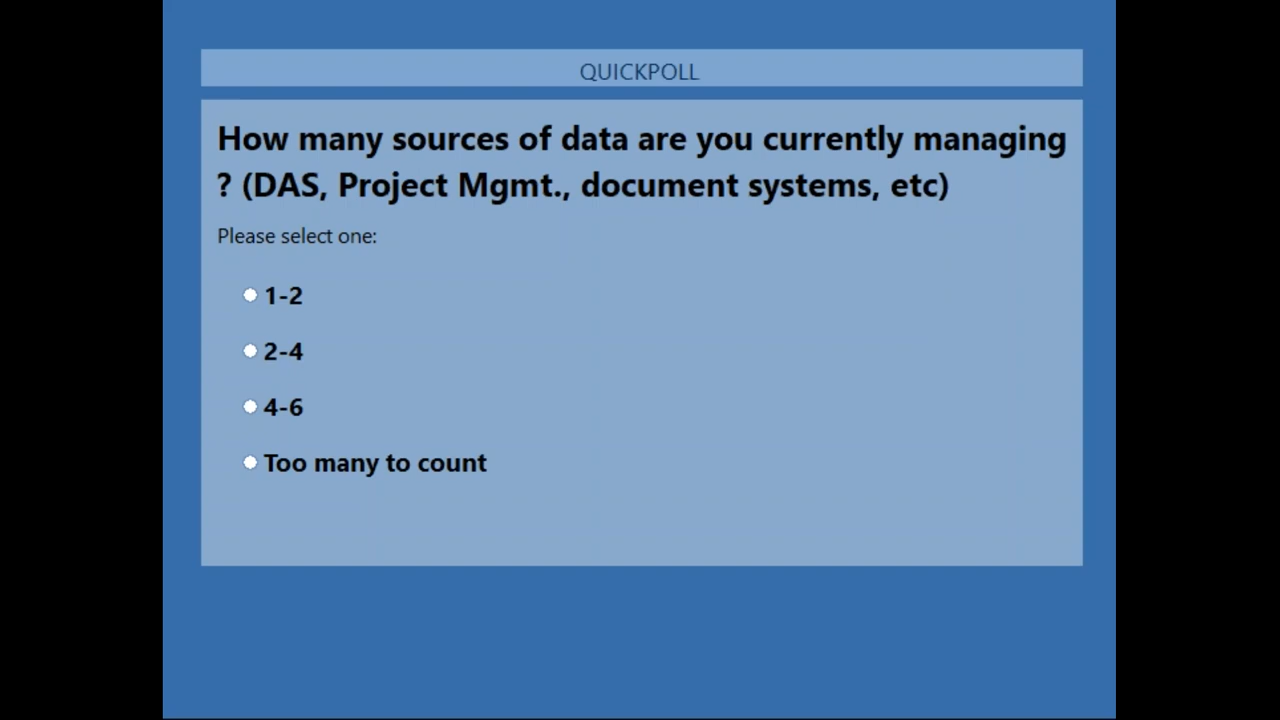 QUICKPOLL
How many sources of data are you currently managing
? (DAS, Project Mgmt., document systems, etc)
Please select one:
1-2
2-4
4-6
Too many to count